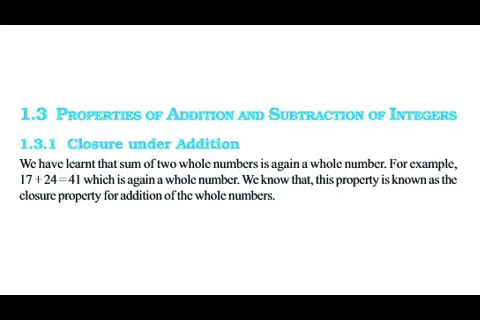 1.3 PROPERTIES OF ADDITION AND SUBTRACTION OF INTEGERS
1.3.1 Closure under Addition
We have learnt that sum of two whole numbers is again a whole number. For example,
17 + 24 = 41 which is again a whole number. We know that, this property is known as the
closure property for addition of the whole numbers.